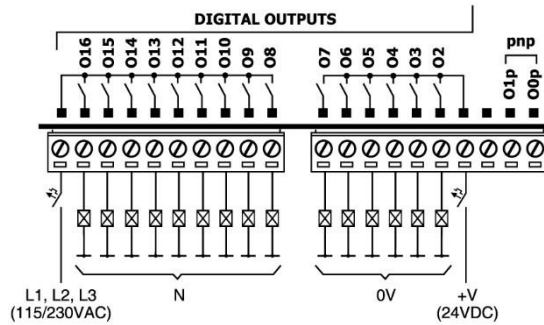 DIGITAL OUTPUTS
pnp
O16
O15
O14
O13
O12
O11
O10
O9
O8
O7
O6
O5
O4
O3
O2
O1p
O0p
L1, L2, L3
(115/230VAC)
N
0V
+V
(24VDC)